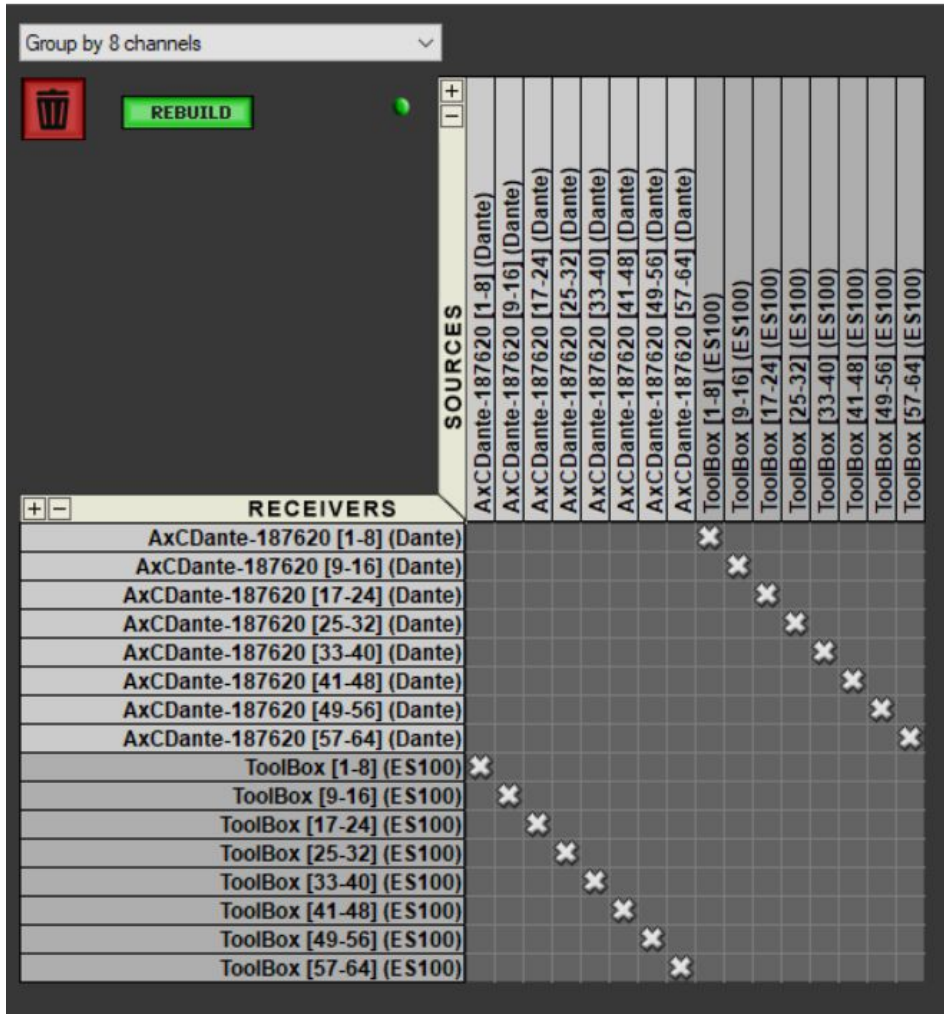 Group by 8 channels
REBUILD
+
-
SOURCES
AxCDante-187620 [1-8] (Dante)
AxCDante-187620 [9-16] (Dante)
AxCDante-187620 [17-24] (Dante)
AxCDante-187620 [25-32] (Dante)
AxCDante-187620 [33-40] (Dante)
AxCDante-187620 [41-48] (Dante)
AxCDante-187620 [49-56] (Dante)
AxCDante-187620 [57-64] (Dante)
ToolBox [1-8] (ES100)
ToolBox [9-16] (ES100)
ToolBox [17-24] (ES100)
ToolBox [25-32] (ES100)
ToolBox [33-40] (ES100)
ToolBox [41-48] (ES100)
ToolBox [49-56] (ES100)
ToolBox [57-64] (ES100)
+ - RECEIVERS
AxCDante-187620 [1-8] (Dante)
AxCDante-187620 [9-16] (Dante)
AxCDante-187620 [17-24] (Dante)
AxCDante-187620 [25-32] (Dante)
AxCDante-187620 [33-40] (Dante)
AxCDante-187620 [41-48] (Dante)
AxCDante-187620 [49-56] (Dante)
AxCDante-187620 [57-64] (Dante)
ToolBox [1-8] (ES100)
ToolBox [9-16] (ES100)
ToolBox [17-24] (ES100)
ToolBox [25-32] (ES100)
ToolBox [33-40] (ES100)
ToolBox [41-48] (ES100)
ToolBox [49-56] (ES100)
ToolBox [57-64] (ES100)